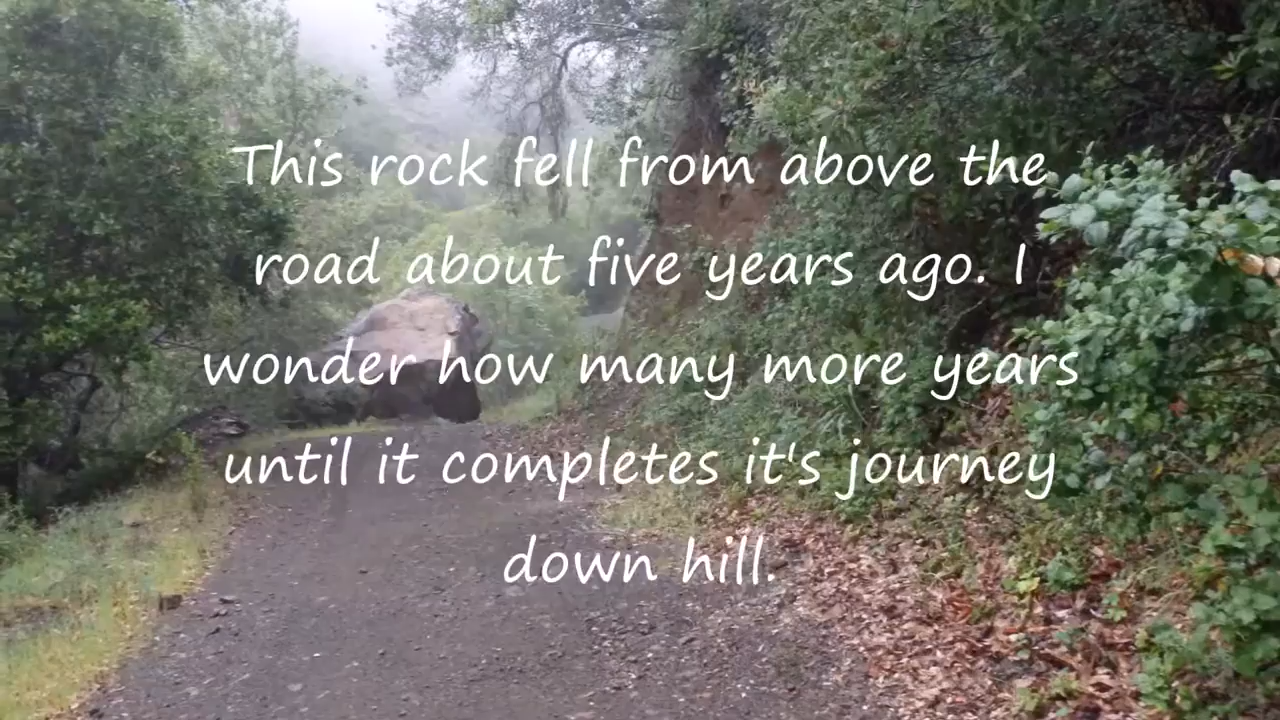 This rock fell from above the
road about five years ago. I
wonder how many more years
until it completes it's journey
down hill.